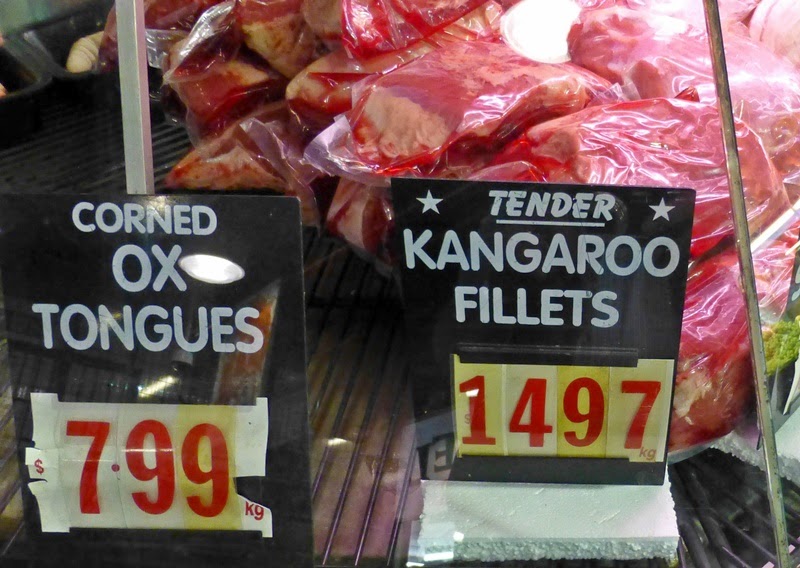 CORNED
OX
TONGUES
$ 7.99 kg
★ TENDER ★
KANGAROO
FILLETS
$ 1497 kg